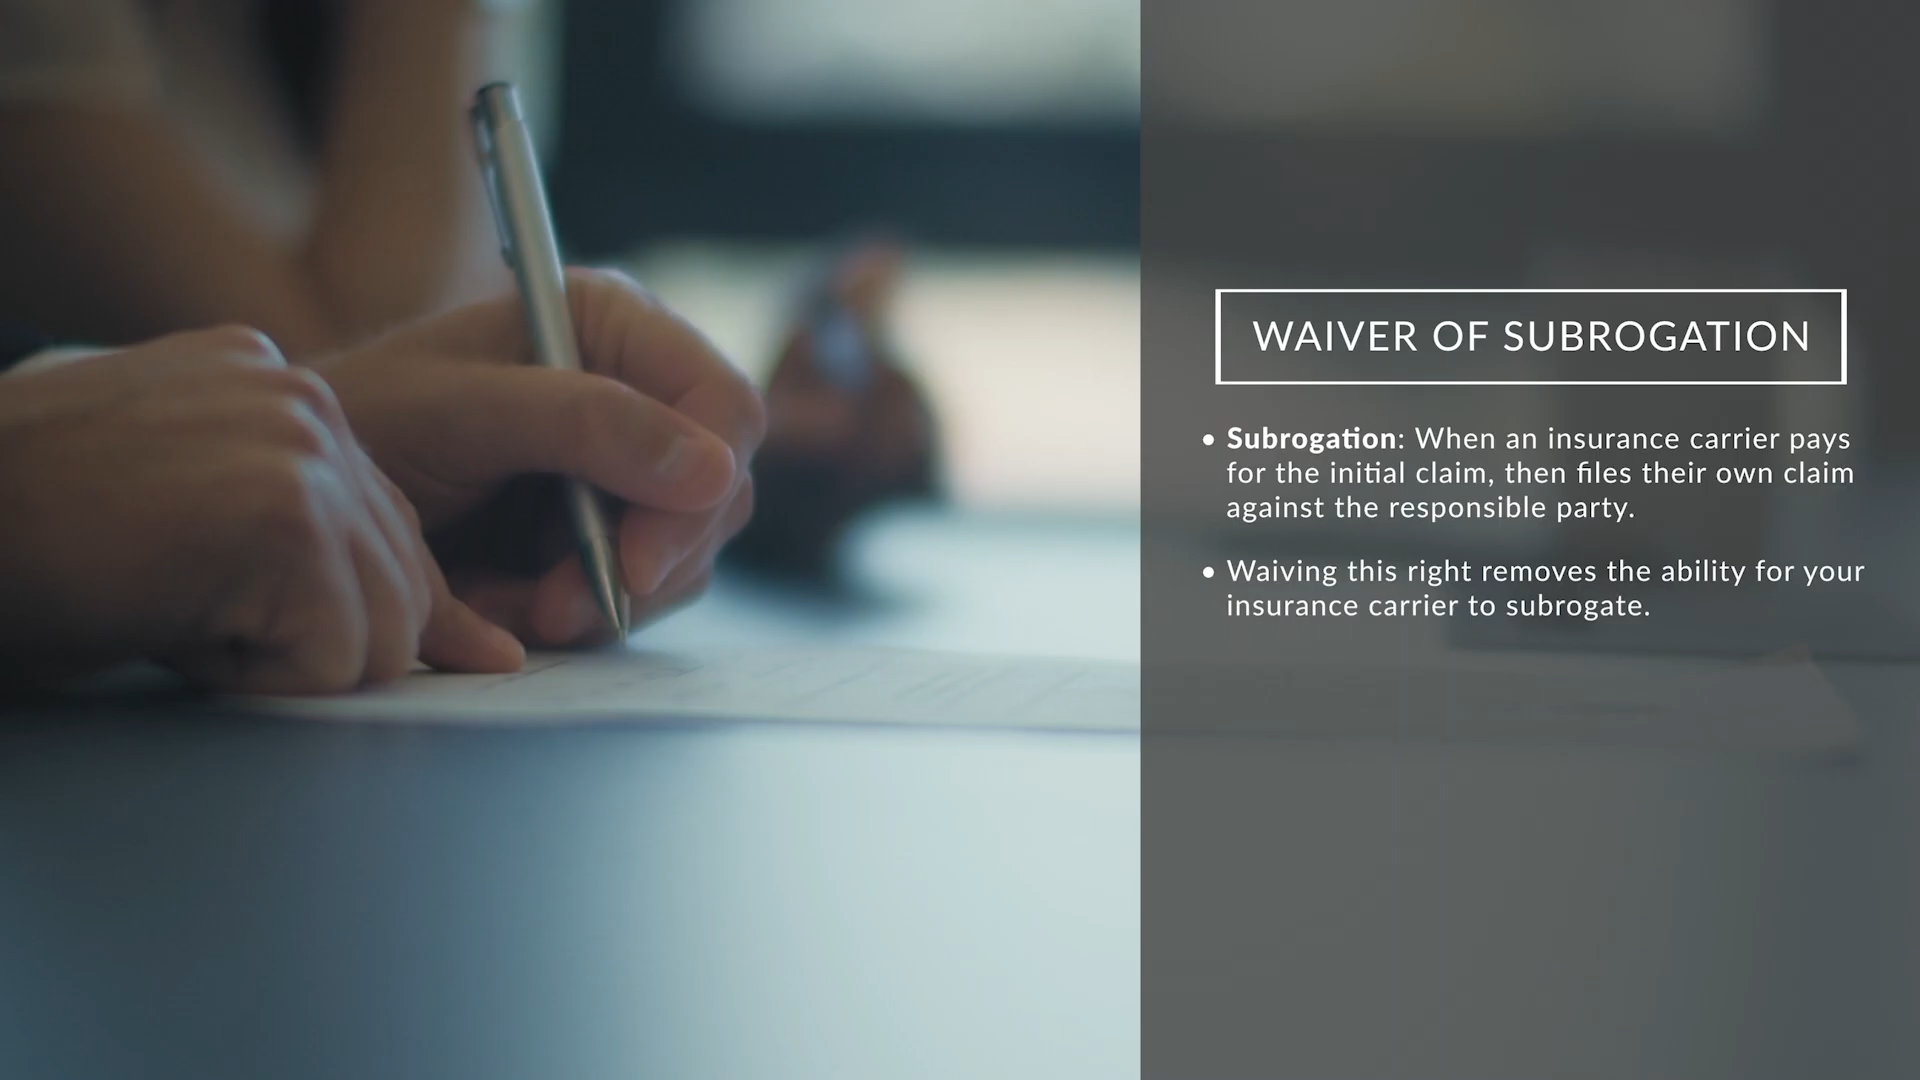 WAIVER OF SUBROGATION
• Subrogation: When an insurance carrier pays
for the initial claim, then files their own claim
against the responsible party.
• Waiving this right removes the ability for your
insurance carrier to subrogate.